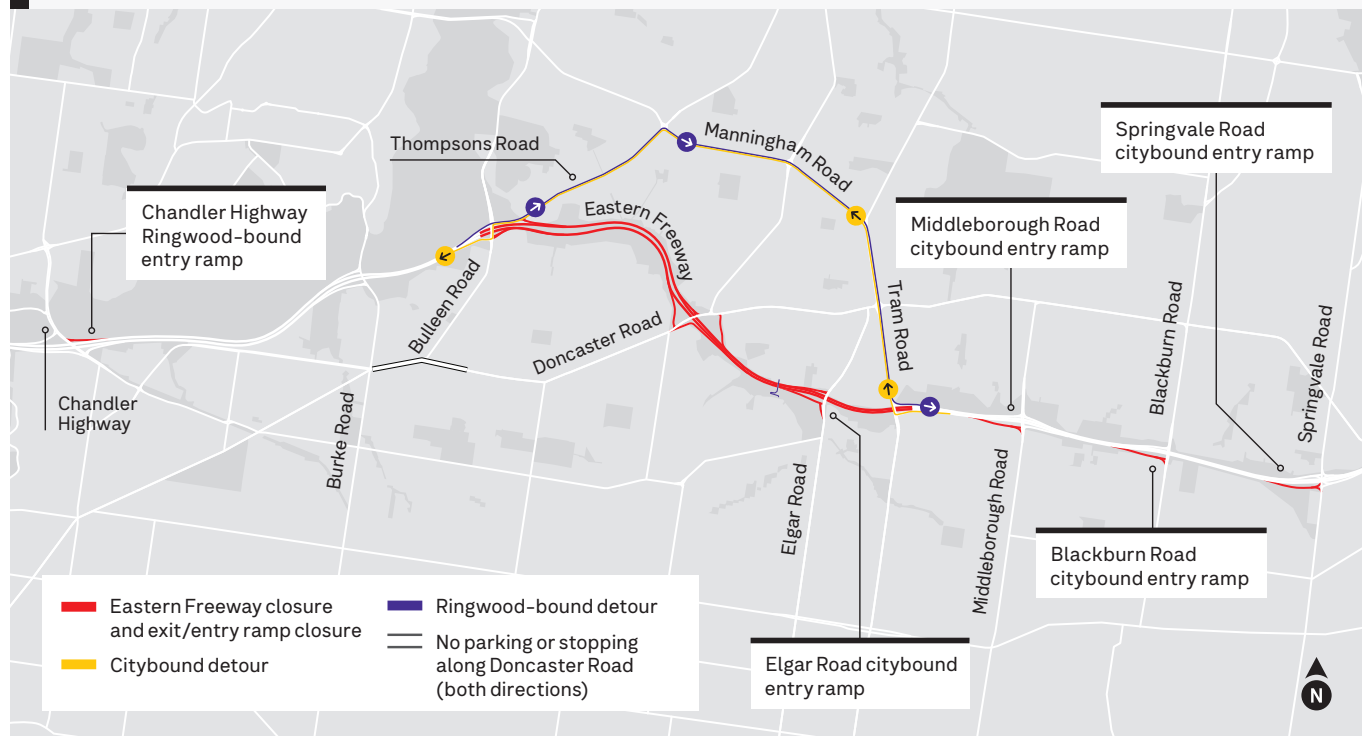 Thompsons Road
Manningham Road
Springvale Road
citybound entry ramp
Chandler Highway
Ringwood-bound
entry ramp
Eastern Freeway
Middleborough Road
citybound entry ramp
Bulleen Road
Doncaster Road
Tram Road
Blackburn Road
Springvale Road
Chandler
Highway
Burke Road
Elgar Road
Middleborough Road
Blackburn Road
citybound entry ramp
Elgar Road citybound
entry ramp
Eastern Freeway closure
and exit/entry ramp closure
Citybound detour
Ringwood-bound detour
No parking or stopping
along Doncaster Road
(both directions)
N